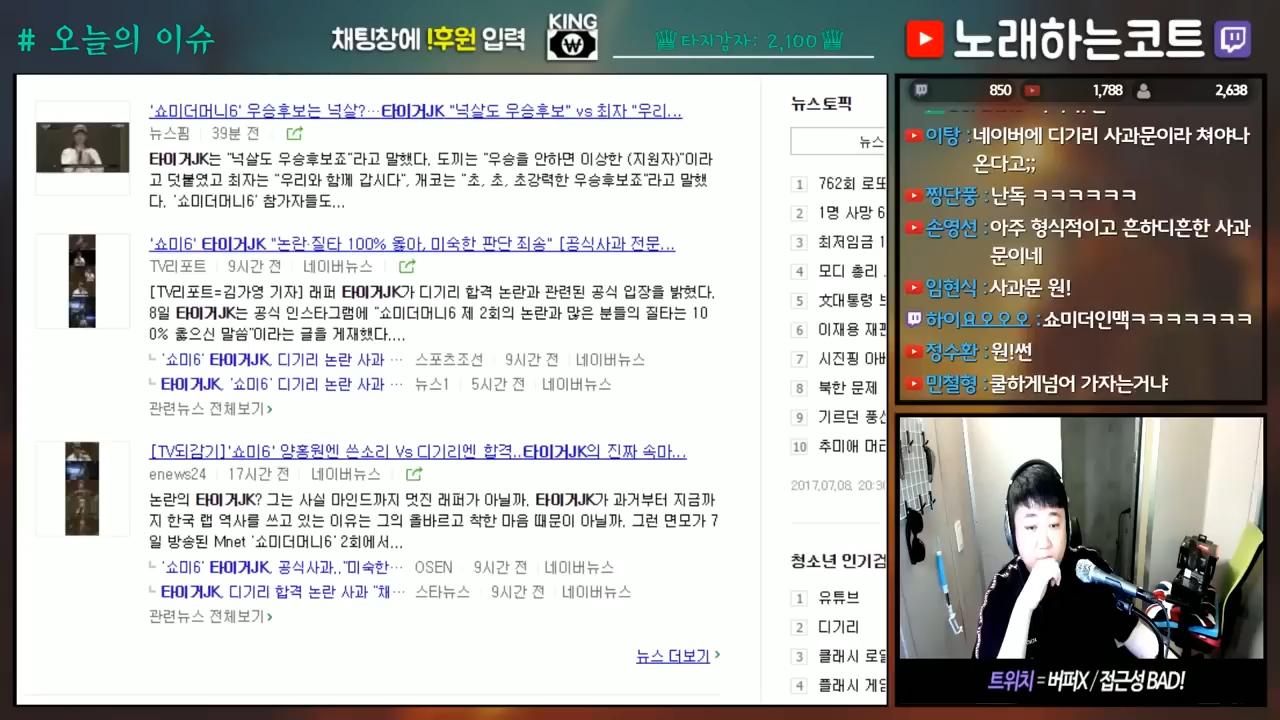 # 오늘의 이슈
채팅창에 !후원 입력
KING
타지감자: 2,100
노래하는코트
'쇼미더머니6' 우승후보는 넉살?…타이거JK "넉살도 우승후보" vs 최자 "우리...
뉴스핌 39분 전
타이거JK는 "넉살도 우승후보죠"라고 말했다. 도끼는 "우승을 안하면 이상한 (지원자)"이라
고 덧붙였고 최자는 "우리와 함께 갑시다", 개코는 "초, 초, 초강력한 우승후보죠"라고 말했
다. '쇼미더머니6' 참가자들도...
'쇼미6' 타이거JK "논란·질타 100% 옳아, 미숙한 판단 죄송" [공식사과 전문...
TV리포트 9시간 전 네이버뉴스
[TV리포트=김가영 기자] 래퍼 타이거JK가 디기리 합격 논란과 관련된 공식 입장을 밝혔다.
8일 타이거JK는 공식 인스타그램에 "쇼미더머니6 제 2회의 논란과 많은 분들의 질타는 10
0% 옳으신 말씀"이라는 글을 게재했다....
'쇼미6' 타이거JK, 디기리 논란 사과 … 스포츠조선 9시간 전 네이버뉴스
타이거JK, '쇼미6' 디기리 논란 사과 … 뉴스1 5시간 전 네이버뉴스
관련뉴스 전체보기
[TV되감기]'쇼미6' 양홍원엔 쓴소리 Vs 디기리엔 합격..타이거JK의 진짜 속마...
enews24 17시간 전 네이버뉴스
논란의 타이거JK? 그는 사실 마인드까지 멋진 래퍼가 아닐까. 타이거JK가 과거부터 지금까
지 한국 랩 역사를 쓰고 있는 이유는 그의 올바르고 착한 마음 때문이 아닐까. 그런 면모가 7
일 방송된 Mnet '쇼미더머니6' 2회에서...
'쇼미6' 타이거JK, 공식사과,,"미숙한… OSEN 9시간 전 네이버뉴스
타이거JK, 디기리 합격 논란 사과 "채… 스타뉴스 9시간 전 네이버뉴스
관련뉴스 전체보기
뉴스 더보기
뉴스토픽
뉴스
1 762회 로또
2 1명 사망 6
3 최저임금 1
4 모디 총리
5 文대통령
6 이재용 재판
7 시진핑 아베
8 북한 문제
9 기르던 풍산
10 추미애 머리
2017.07.08. 20:30
청소년 인기검
1 유튜브
2 디기리
3 클래시 로열
4 플래시 게임
850 1,788 2,638
이탕 : 네이버에 디기리 사과문이라 쳐야나
온다고;;
찡단풍 : 난독 ㅋㅋㅋㅋㅋㅋ
손영선 : 아주 형식적이고 흔하디흔한 사과
문이네
임현식 : 사과문 원!
하이요오오오 : 쇼미더인맥ㅋㅋㅋㅋㅋㅋㅋ
정수환 : 원!썬
민철형 : 쿨하게넘어 가자는거냐
트위치 = 버퍼X / 접근성 BAD!